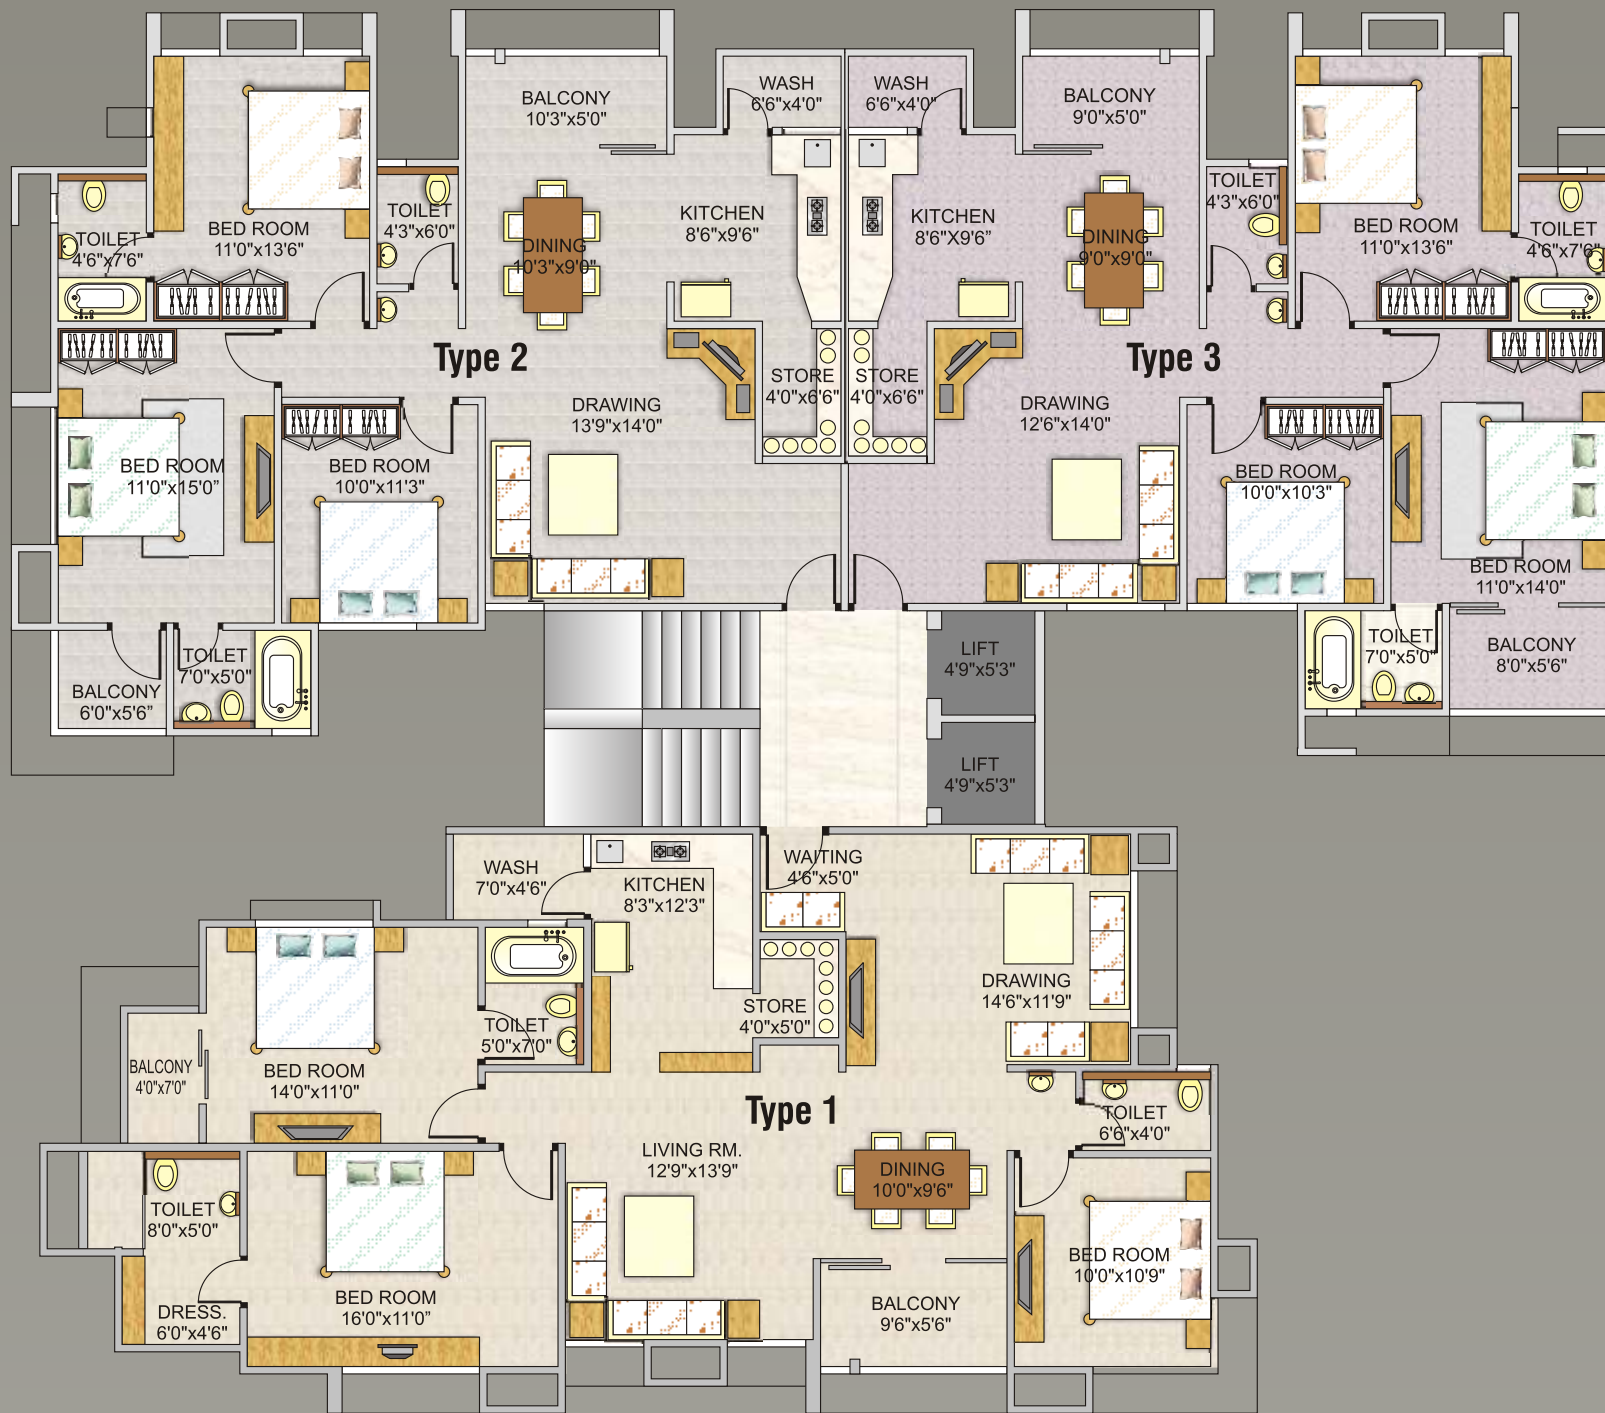 WASH
6'6"x4'0"
WASH
6'6"x4'0"
BALCONY
10'3"x5'0"
BALCONY
9'0"x5'0"
TOILET
4'3"x6'0"
TOILET
4'3"x6'0"
BED ROOM
11'0"x13'6"
KITCHEN
8'6"x9'6"
KITCHEN
8'6"X9'6”
BED ROOM
11'0"x13'6"
TOILET
4'6"x7'6"
DINING
10'3"x9'0"
DINING
9'0"x9'0"
TOILET
4'6"x7'6"
Type 2
Type 3
STORE
4'0"x6'6"
STORE
4'0"x6'6"
DRAWING
13'9"x14'0"
DRAWING
12'6"x14'0"
BED ROOM
11'0"x15'0”
BED ROOM
10'0"x11'3"
BED ROOM
10'0"x10'3"
BED ROOM
11'0"x14'0"
TOILET
7'0"x5'0"
BALCONY
6'0"x5'6”
LIFT
4'9"x5'3"
TOILET
7'0"x5'0"
BALCONY
8'0"x5'6"
LIFT
4'9"x5'3"
WASH
7'0"x4'6"
KITCHEN
8'3"x12'3"
WAITING
4'6"x5'0"
DRAWING
14'6"x11'9"
STORE
4'0"x5'0"
TOILET
5'0"x7'0"
BALCONY
4'0"x7'0"
BED ROOM
14'0"x11'0"
Type 1
TOILET
6'6"x4'0"
LIVING RM.
12'9"x13'9"
DINING
10'0"x9'6"
TOILET
8'0"x5'0"
BED ROOM
10'0"x10'9"
BED ROOM
16'0"x11'0”
DRESS.
6'0"x4'6"
BALCONY
9'6"x5'6"